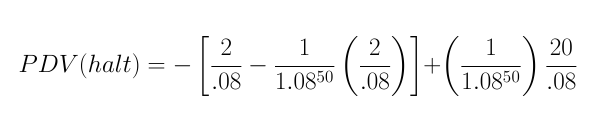 PDV(halt) = − [ 2/.08 − 1/1.08^50 ( 2/.08 ) ] + ( 1/1.08^50 ) 20/.08